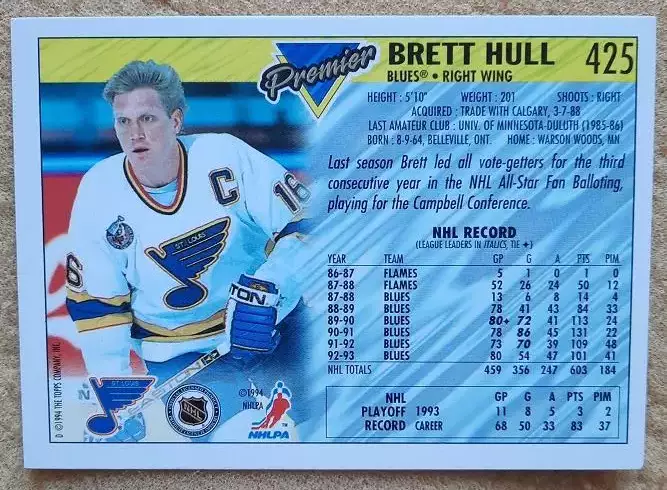 Premier
BRETT HULL
425
BLUES® • RIGHT WING
HEIGHT : 5'10" WEIGHT : 201 SHOOTS : RIGHT
ACQUIRED : TRADE WITH CALGARY, 3-7-88
LAST AMATEUR CLUB : UNIV. OF MINNESOTA-DULUTH (1985-86)
BORN : 8-9-64, BELLEVILLE, ONT. HOME : WARSON WOODS, MN
Last season Brett led all vote-getters for the third
consecutive year in the NHL All-Star Fan Balloting,
playing for the Campbell Conference.
NHL RECORD
(LEAGUE LEADERS IN ITALICS, TIE ✦)
YEAR TEAM GP G A PTS PIM
86-87 FLAMES 5 1 0 1 0
87-88 FLAMES 52 26 24 50 12
87-88 BLUES 13 6 8 14 4
88-89 BLUES 78 41 43 84 33
89-90 BLUES 80✦ 72 41 113 24
90-91 BLUES 78 86 45 131 22
91-92 BLUES 73 70 39 109 48
92-93 BLUES 80 54 47 101 41
NHL TOTALS 459 356 247 603 184
NHL GP G A PTS PIM
PLAYOFF 1993 11 8 5 3 2
RECORD CAREER 68 50 33 83 37
C
16
ST. LOUIS
16
EASTON
ST. LOUIS
NHL
©1994
NHLPA
NHLPA™
D ©1994 THE TOPPS COMPANY, INC.